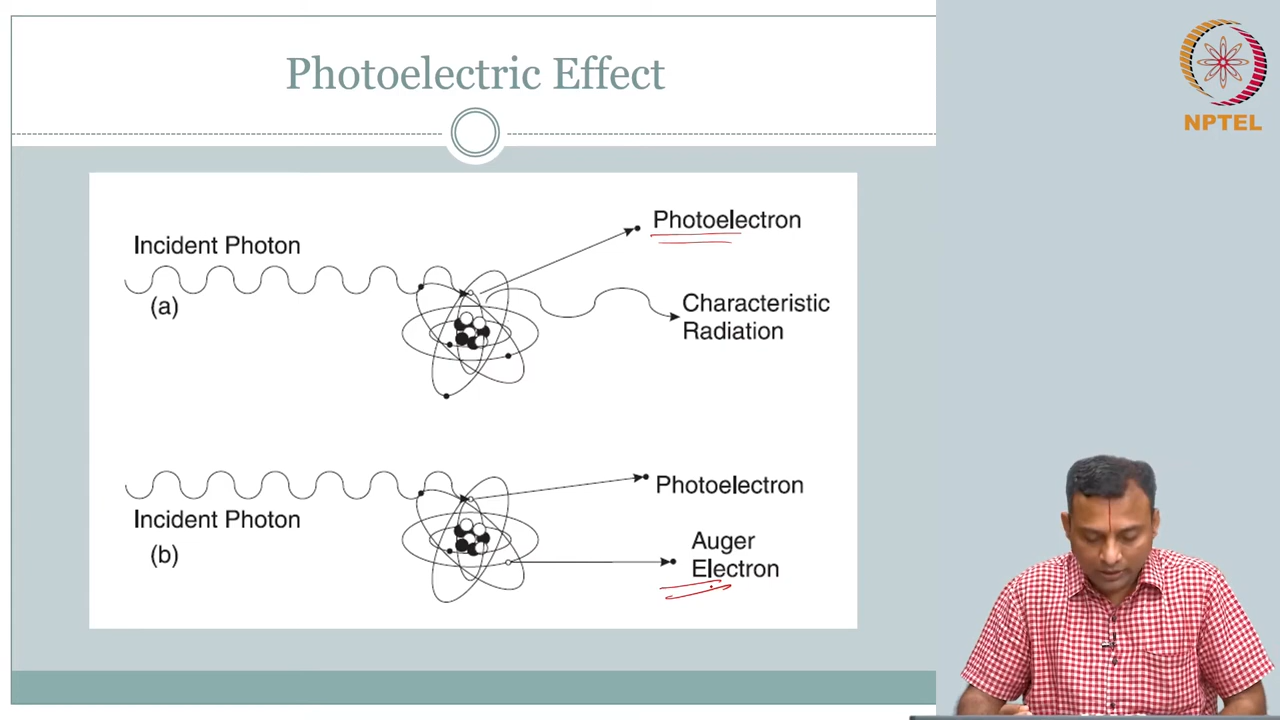 Photoelectric Effect
NPTEL
Incident Photon
(a)
Photoelectron
Characteristic
Radiation
Incident Photon
(b)
Photoelectron
Auger
Electron